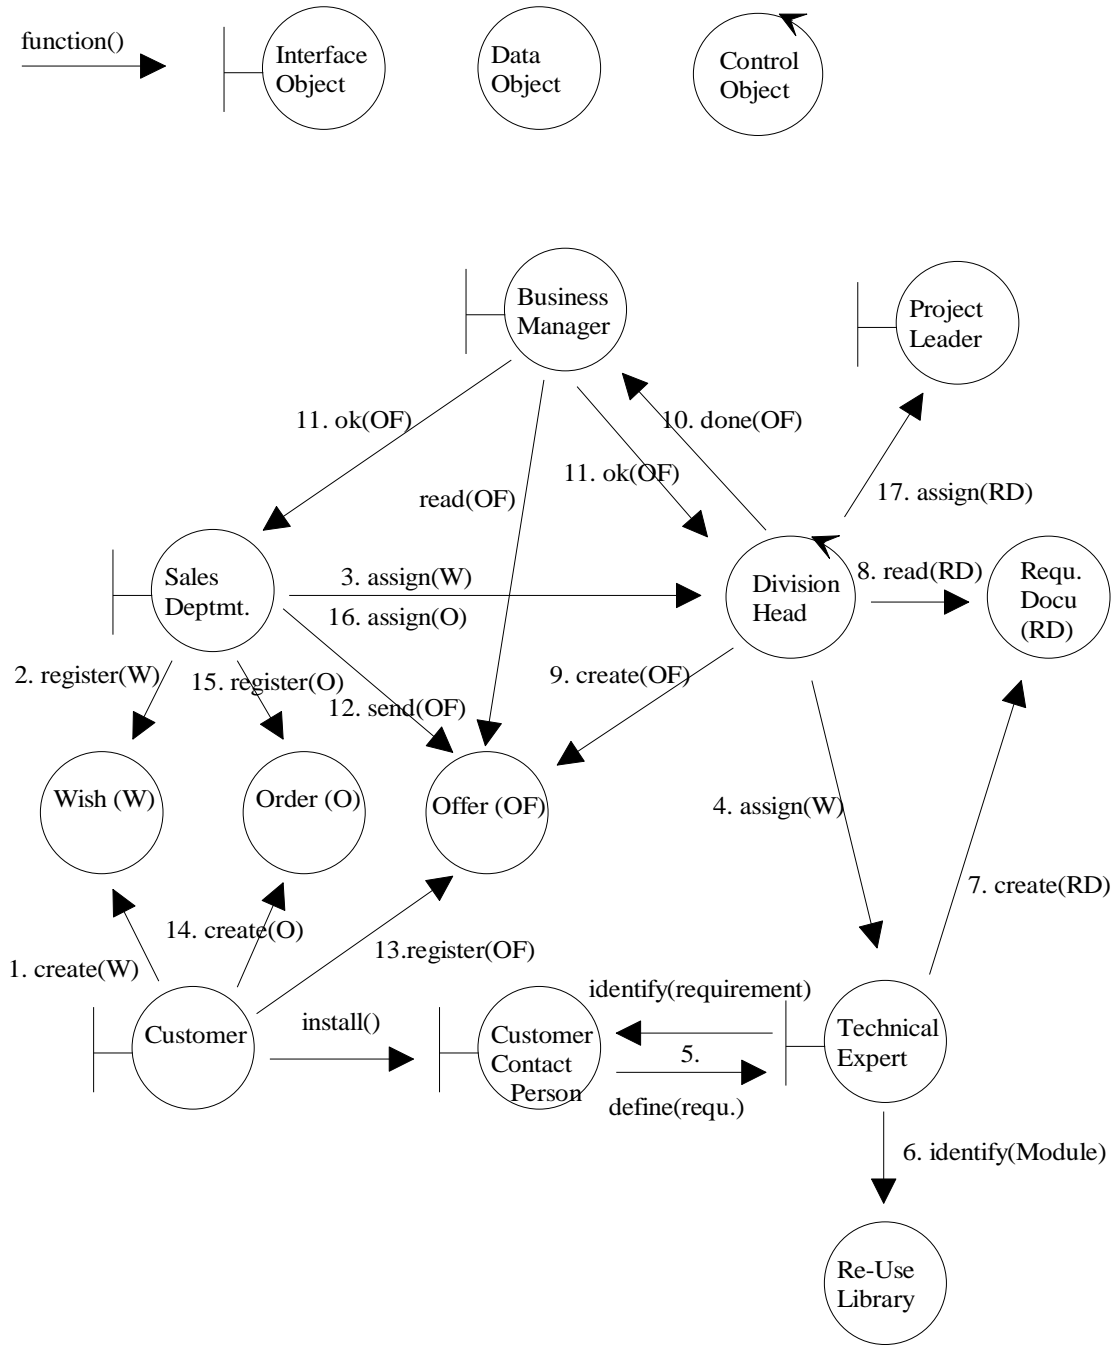 function()
Interface
Object
Data
Object
Control
Object
Business
Manager
Project
Leader
11. ok(OF)
10. done(OF)
11. ok(OF)
read(OF)
17. assign(RD)
Sales
Deptmt.
3. assign(W)
16. assign(O)
Division
Head
8. read(RD)
Requ.
Docu
(RD)
2. register(W)
15. register(O)
12. send(OF)
9. create(OF)
Wish (W)
Order (O)
Offer (OF)
4. assign(W)
7. create(RD)
14. create(O)
13.register(OF)
1. create(W)
identify(requirement)
Customer
install()
Customer
Contact
Person
5.
define(requ.)
Technical
Expert
6. identify(Module)
Re-Use
Library